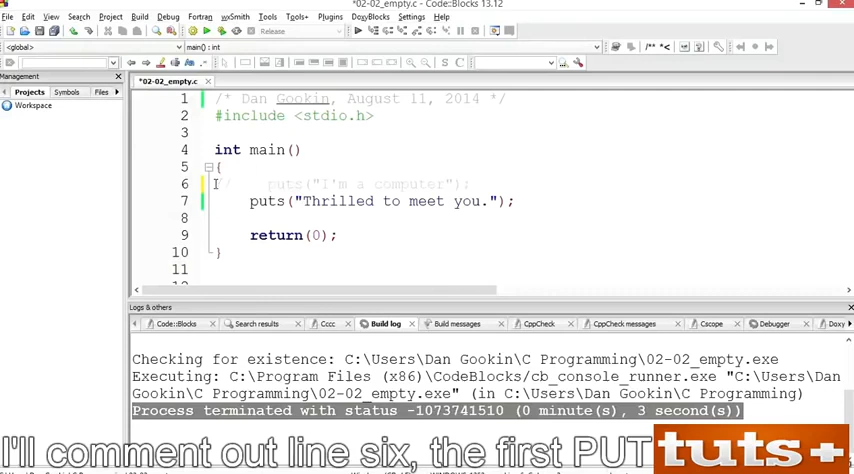 *02-02_empty.c - Code::Blocks 13.12
File Edit View Search Project Build Debug Fortran wxSmith Tools Tools+ Plugins DoxyBlocks Settings Help
Release
<global> main() : int
Management *02-02_empty.c
Projects Symbols Files
Workspace
1 /* Dan Gookin, August 11, 2014 */
2 #include <stdio.h>
3
4 int main()
5 {
6 // puts("I'm a computer");
7 puts("Thrilled to meet you.");
8
9 return(0);
10 }
11
Logs & others
Code::Blocks Search results Cccc Build log Build messages CppCheck CppCheck messages Cscope Debugger Doxy
Checking for existence: C:\Users\Dan Gookin\C Programming\02-02_empty.exe
Executing: C:\Program Files (x86)\CodeBlocks/cb_console_runner.exe "C:\Users\Dan
Gookin\C Programming\02-02_empty.exe" (in C:\Users\Dan Gookin\C Programming)
Process terminated with status -1073741510 (0 minute(s), 3 second(s))
I'll comment out line six, the first PUT
tuts+